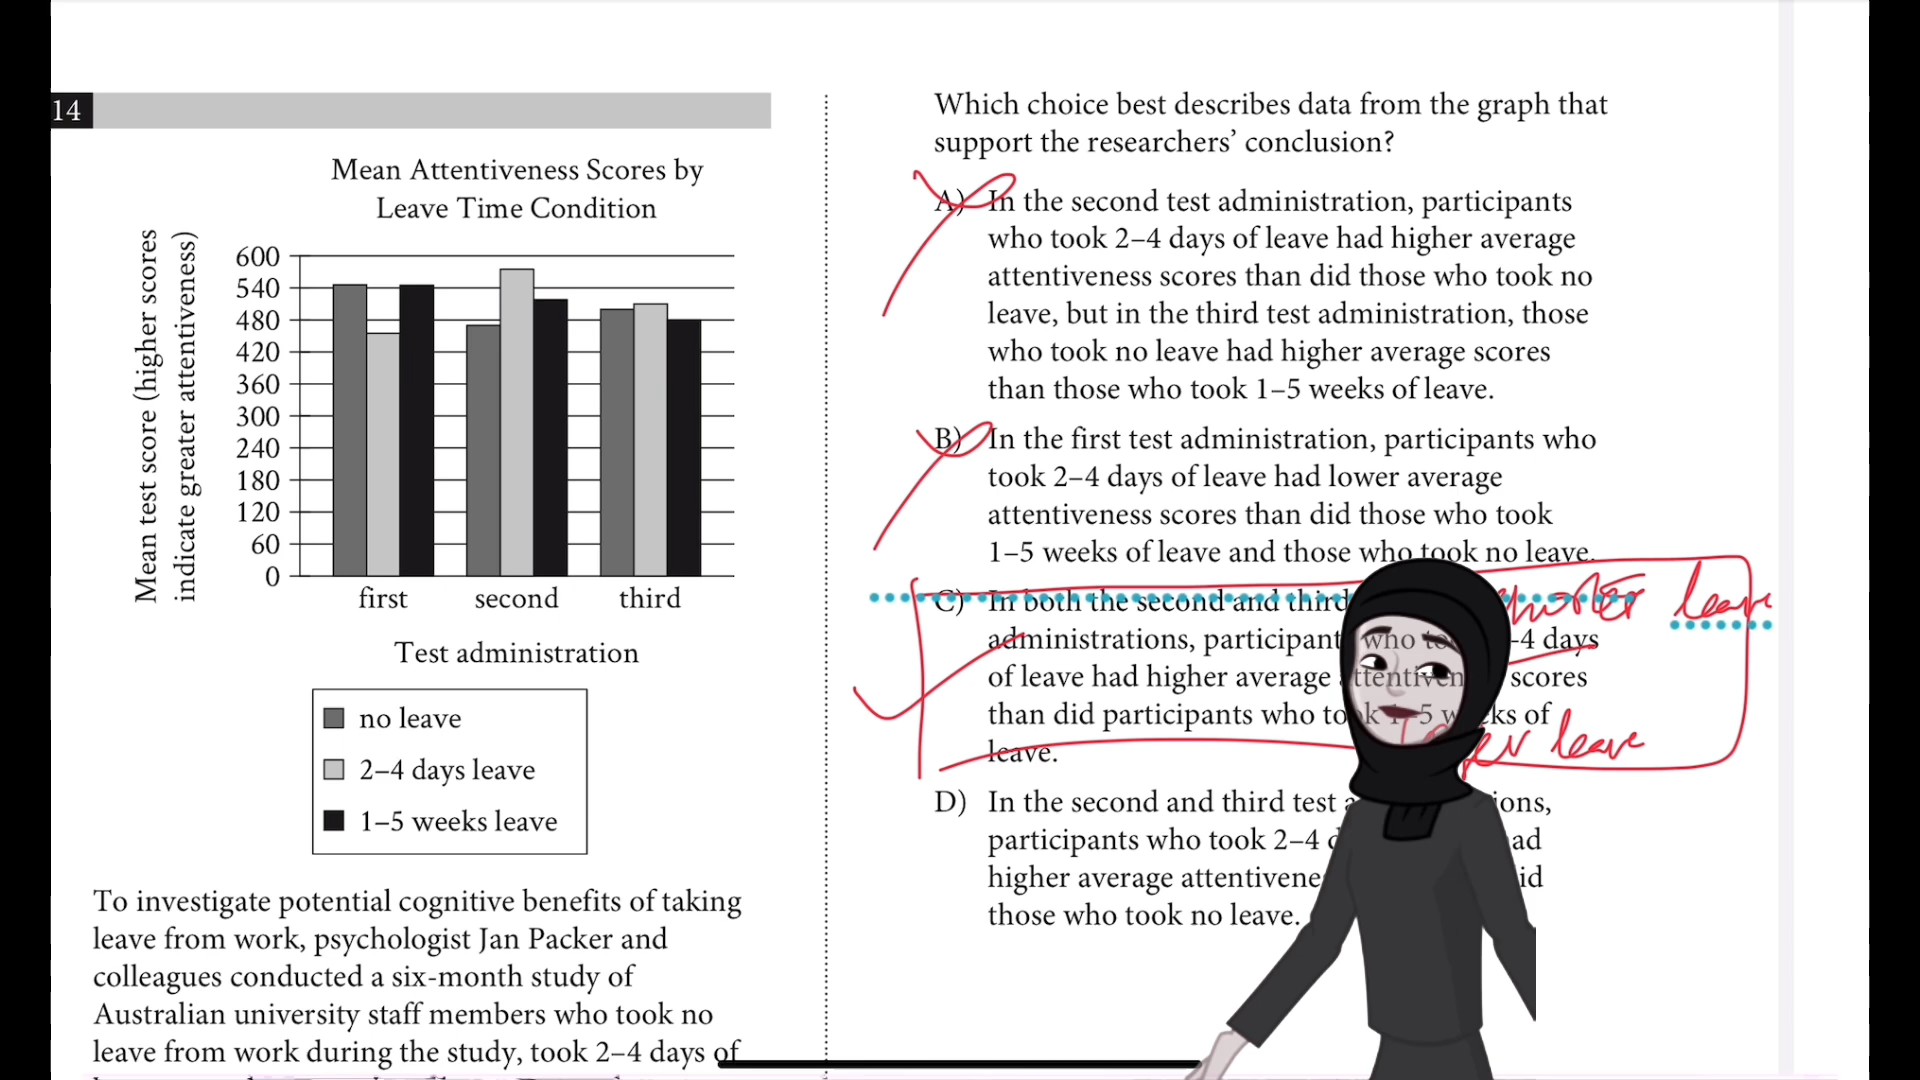 14
Mean Attentiveness Scores by
Leave Time Condition
Mean test score (higher scores
indicate greater attentiveness)
600
540
480
420
360
300
240
180
120
60
0
first second third
Test administration
no leave
2–4 days leave
1–5 weeks leave
To investigate potential cognitive benefits of taking
leave from work, psychologist Jan Packer and
colleagues conducted a six-month study of
Australian university staff members who took no
leave from work during the study, took 2–4 days of
Which choice best describes data from the graph that
support the researchers’ conclusion?
A) In the second test administration, participants
who took 2–4 days of leave had higher average
attentiveness scores than did those who took no
leave, but in the third test administration, those
who took no leave had higher average scores
than those who took 1–5 weeks of leave.
B) In the first test administration, participants who
took 2–4 days of leave had lower average
attentiveness scores than did those who took
1–5 weeks of leave and those who took no leave.
C) In both the second and third
leave
administrations, participant who -4 days
of leave had higher average scores
than did participants who took 1–5 weeks of
leave.
leave
D) In the second and third test
participants who took 2–4
higher average
those who took no leave.